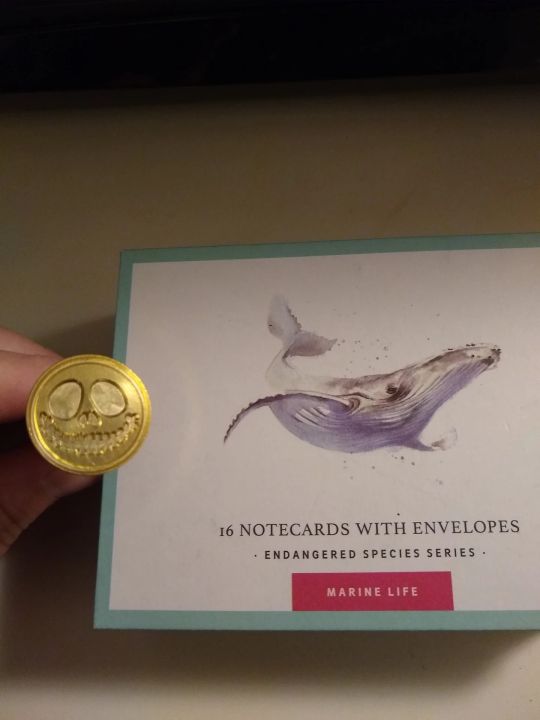 16 NOTECARDS WITH ENVELOPES
· ENDANGERED SPECIES SERIES ·
MARINE LIFE